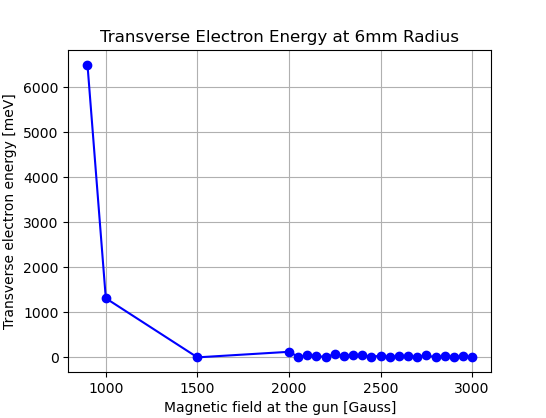 Transverse Electron Energy at 6mm Radius
6000
5000
4000
3000
2000
1000
0
Transverse electron energy [meV]
1000 1500 2000 2500 3000
Magnetic field at the gun [Gauss]